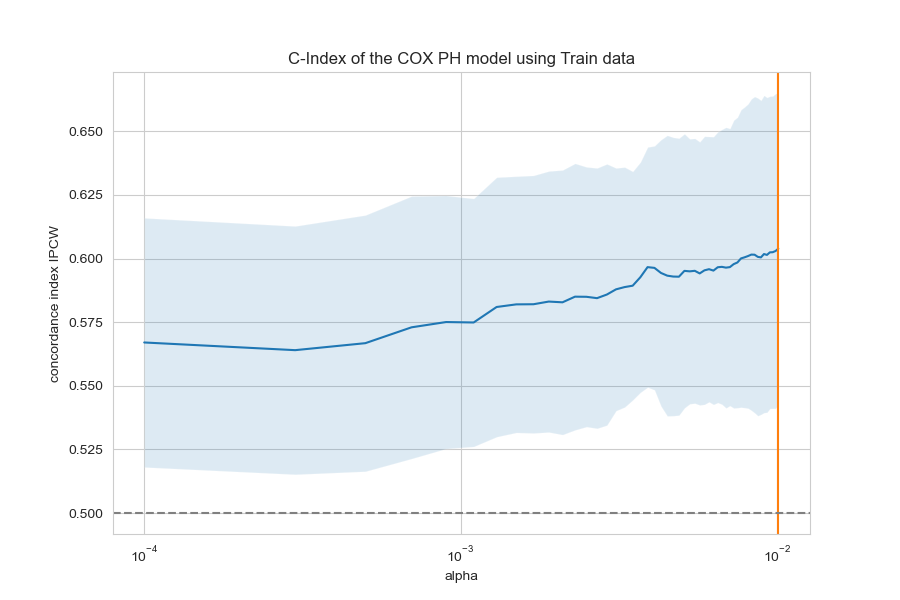 C-Index of the COX PH model using Train data
concordance index IPCW
0.650
0.625
0.600
0.575
0.550
0.525
0.500
10⁻⁴ 10⁻³ 10⁻²
alpha